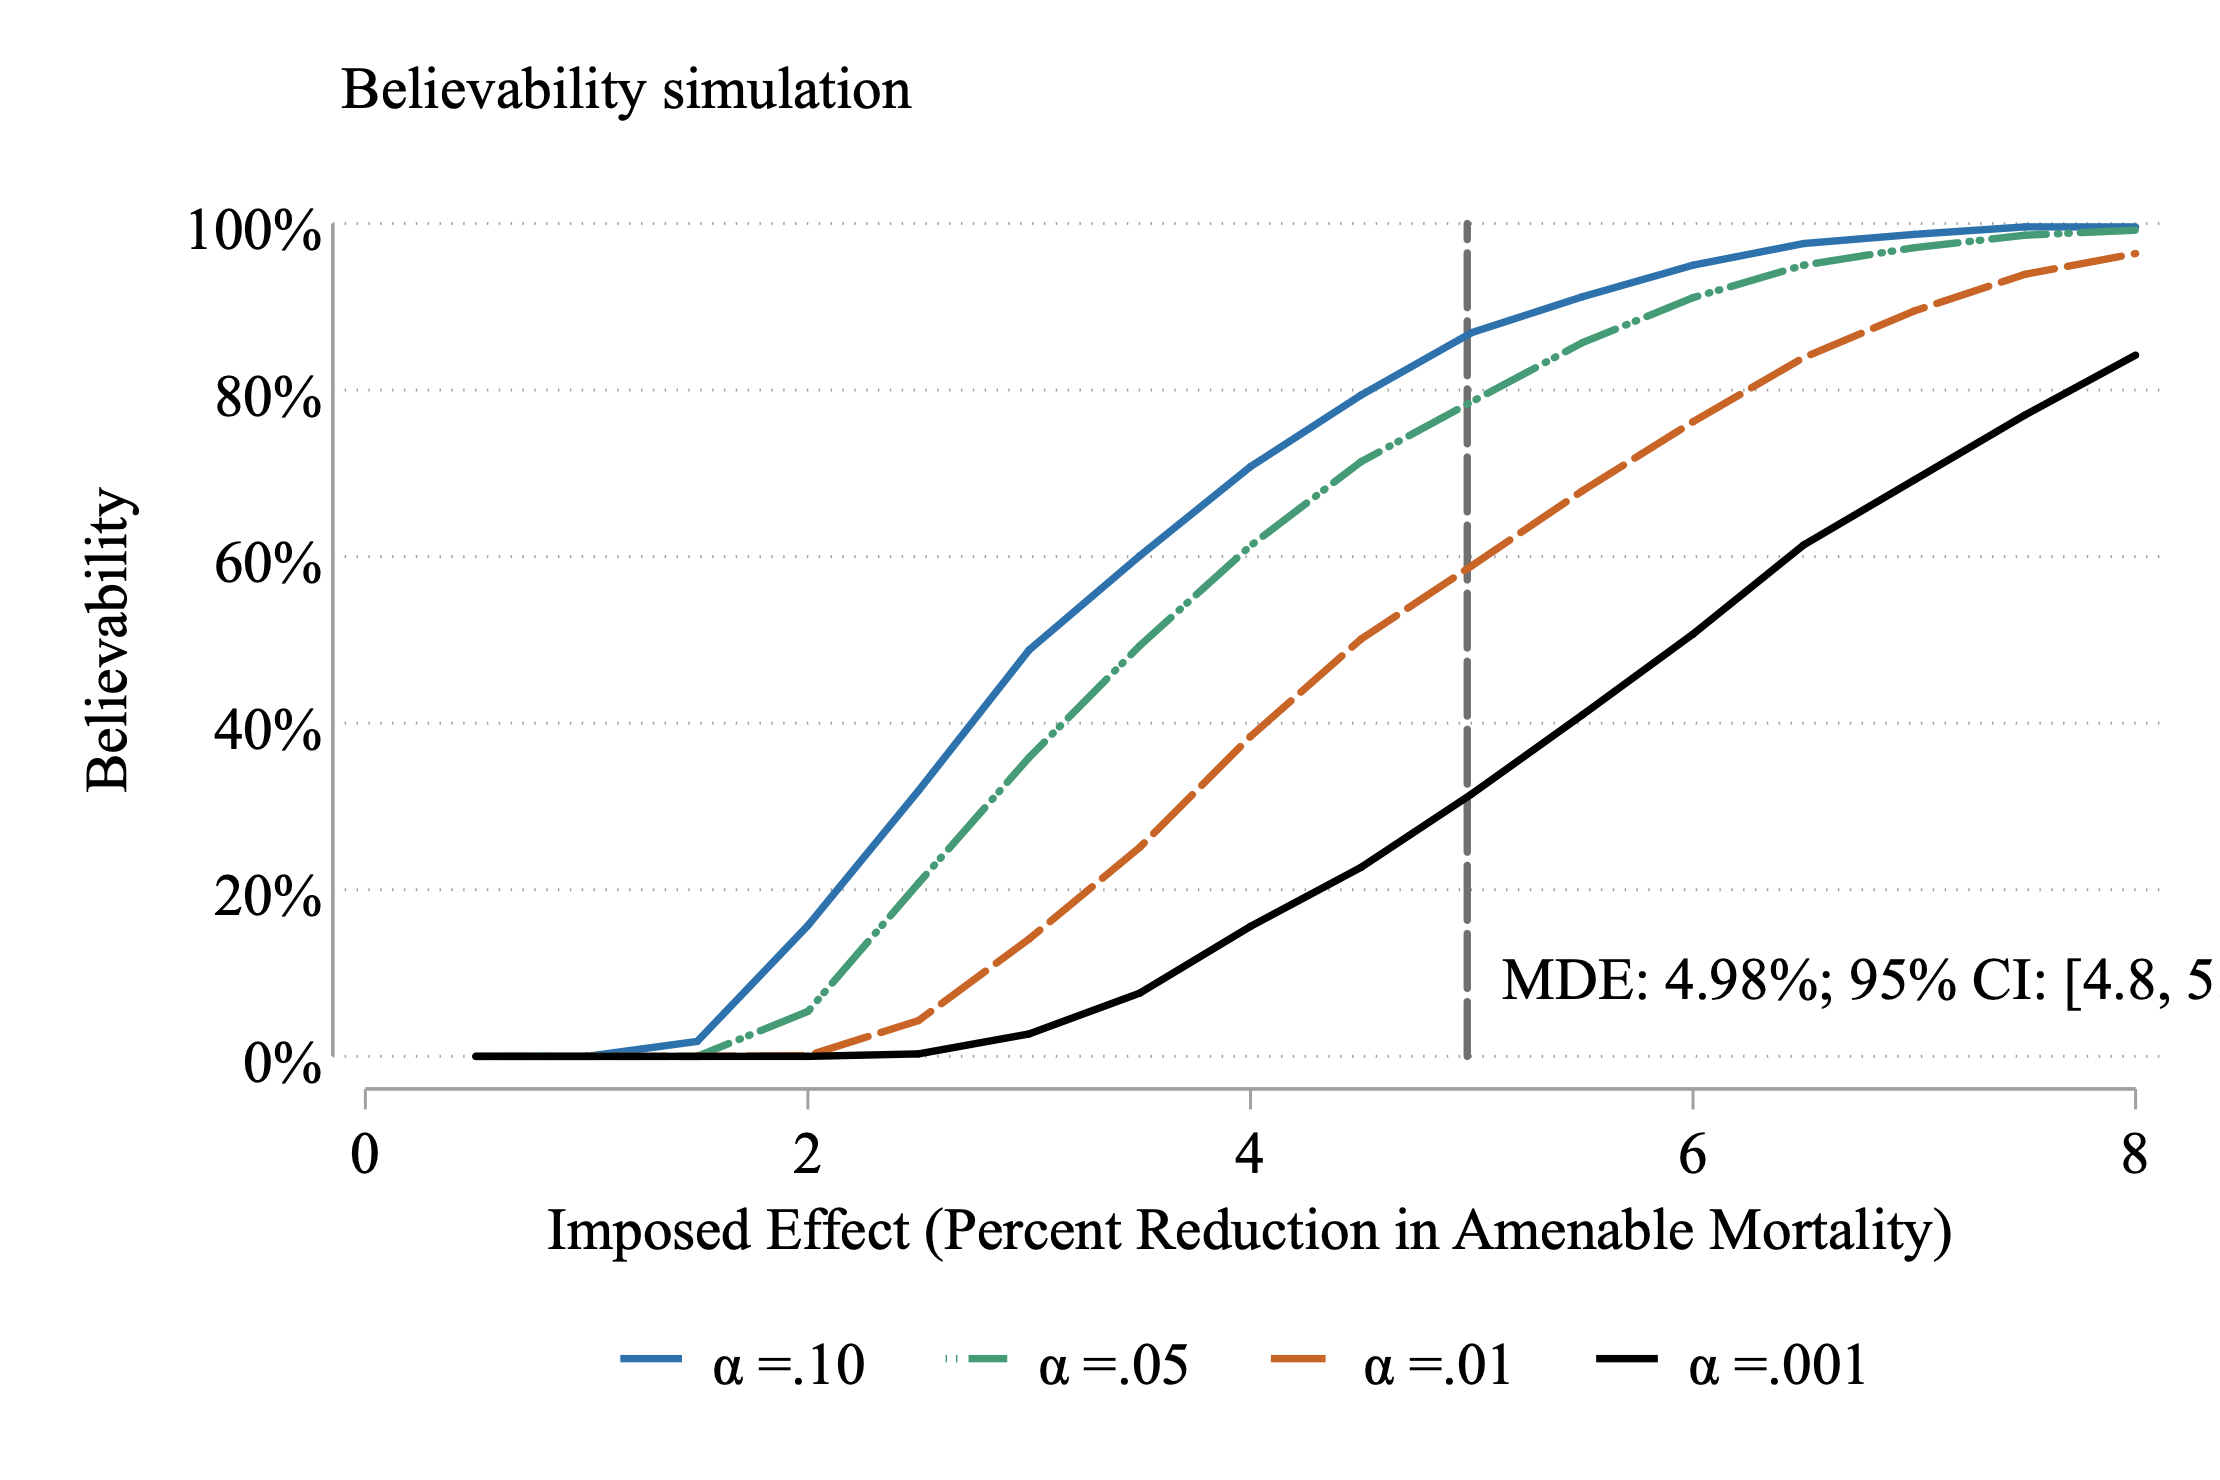 Believability simulation
100%
80%
60%
40%
20%
0%
Believability
MDE: 4.98%; 95% CI: [4.8, 5
0 2 4 6 8
Imposed Effect (Percent Reduction in Amenable Mortality)
α =.10 α =.05 α =.01 α =.001